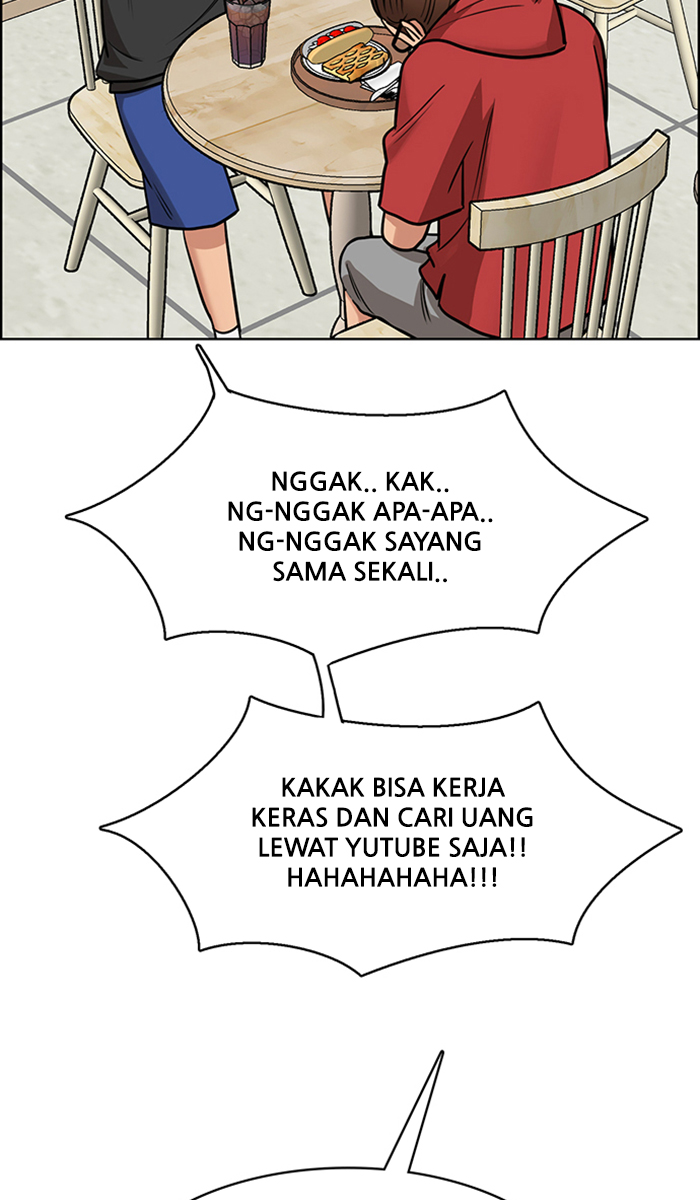 NGGAK.. KAK..
NG-NGGAK APA-APA..
NG-NGGAK SAYANG
SAMA SEKALI..
KAKAK BISA KERJA
KERAS DAN CARI UANG
LEWAT YUTUBE SAJA!!
HAHAHAHAHA!!!